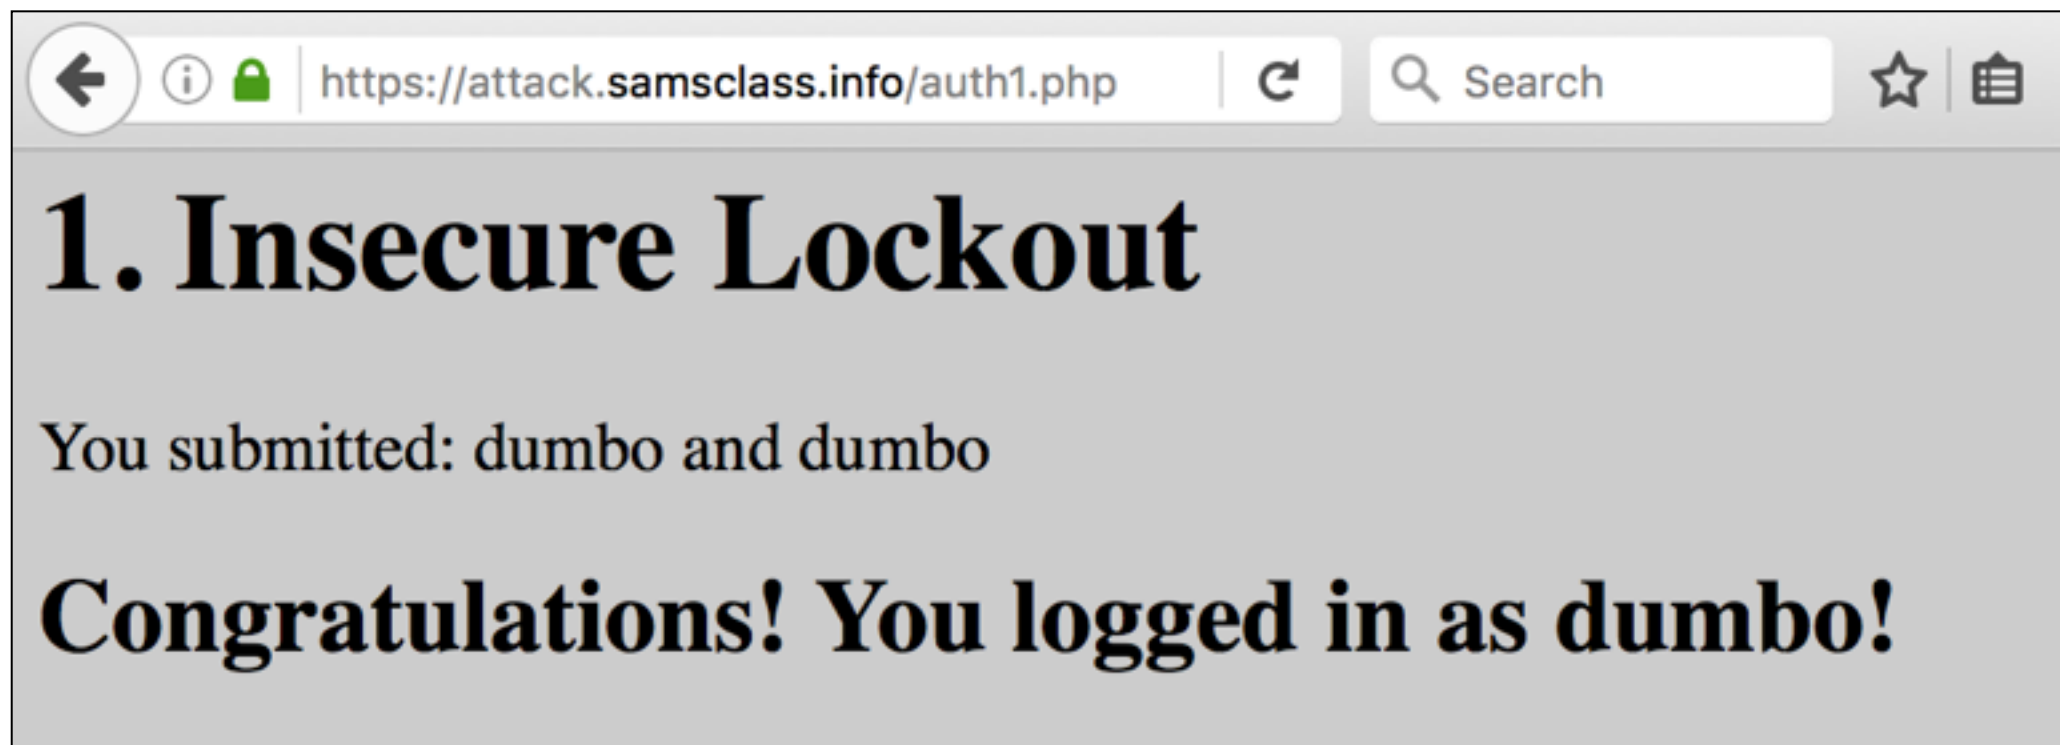 https://attack.samsclass.info/auth1.php
Search
1. Insecure Lockout
You submitted: dumbo and dumbo
Congratulations! You logged in as dumbo!